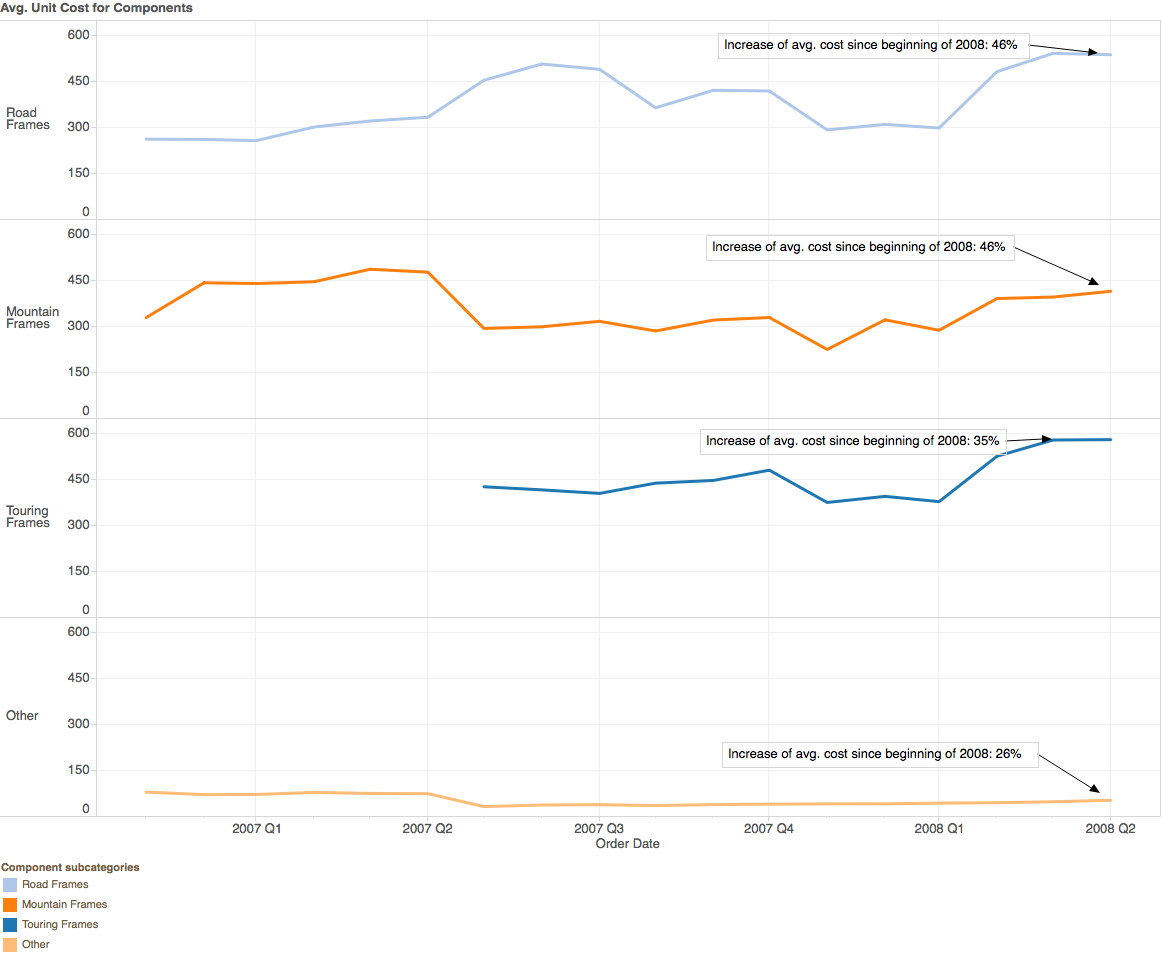 Avg. Unit Cost for Components
600
Increase of avg. cost since beginning of 2008: 46%
450
Road
Frames
300
150
0
600
Increase of avg. cost since beginning of 2008: 46%
450
Mountain
Frames
300
150
0
600
Increase of avg. cost since beginning of 2008: 35%
450
Touring
Frames
300
150
0
600
450
Other
300
Increase of avg. cost since beginning of 2008: 26%
150
0
2007 Q1 2007 Q2 2007 Q3 2007 Q4 2008 Q1 2008 Q2
Order Date
Component subcategories
Road Frames
Mountain Frames
Touring Frames
Other